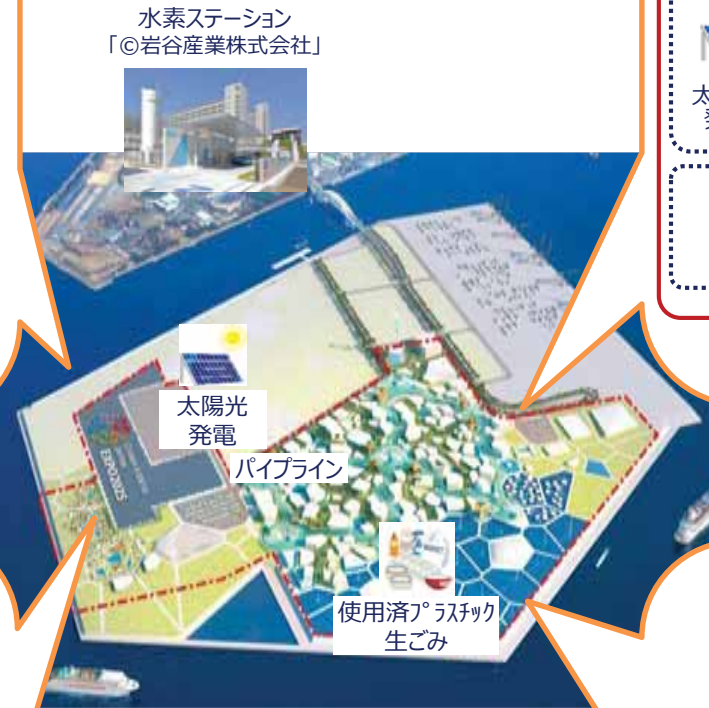 水素ステーション
「©岩谷産業株式会社」
太
太陽光
発電
パイプライン
EXPO2025
使用済プラスチック
生ごみ